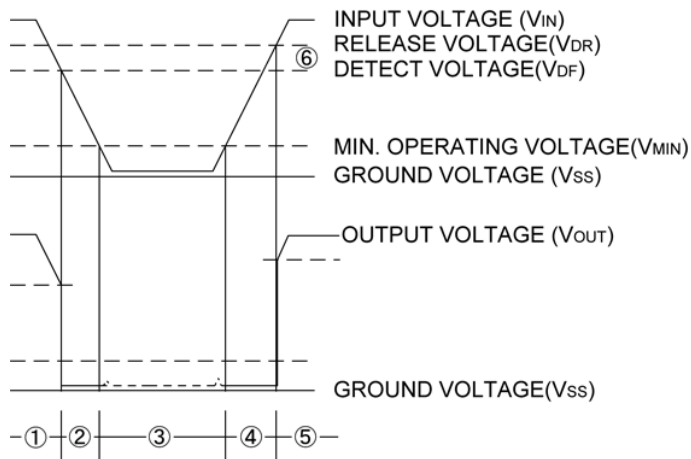 INPUT VOLTAGE (VIN)
RELEASE VOLTAGE(VDR)
⑥
DETECT VOLTAGE(VDF)
MIN. OPERATING VOLTAGE(VMIN)
GROUND VOLTAGE (VSS)
OUTPUT VOLTAGE (VOUT)
GROUND VOLTAGE(VSS)
① ② ③ ④ ⑤